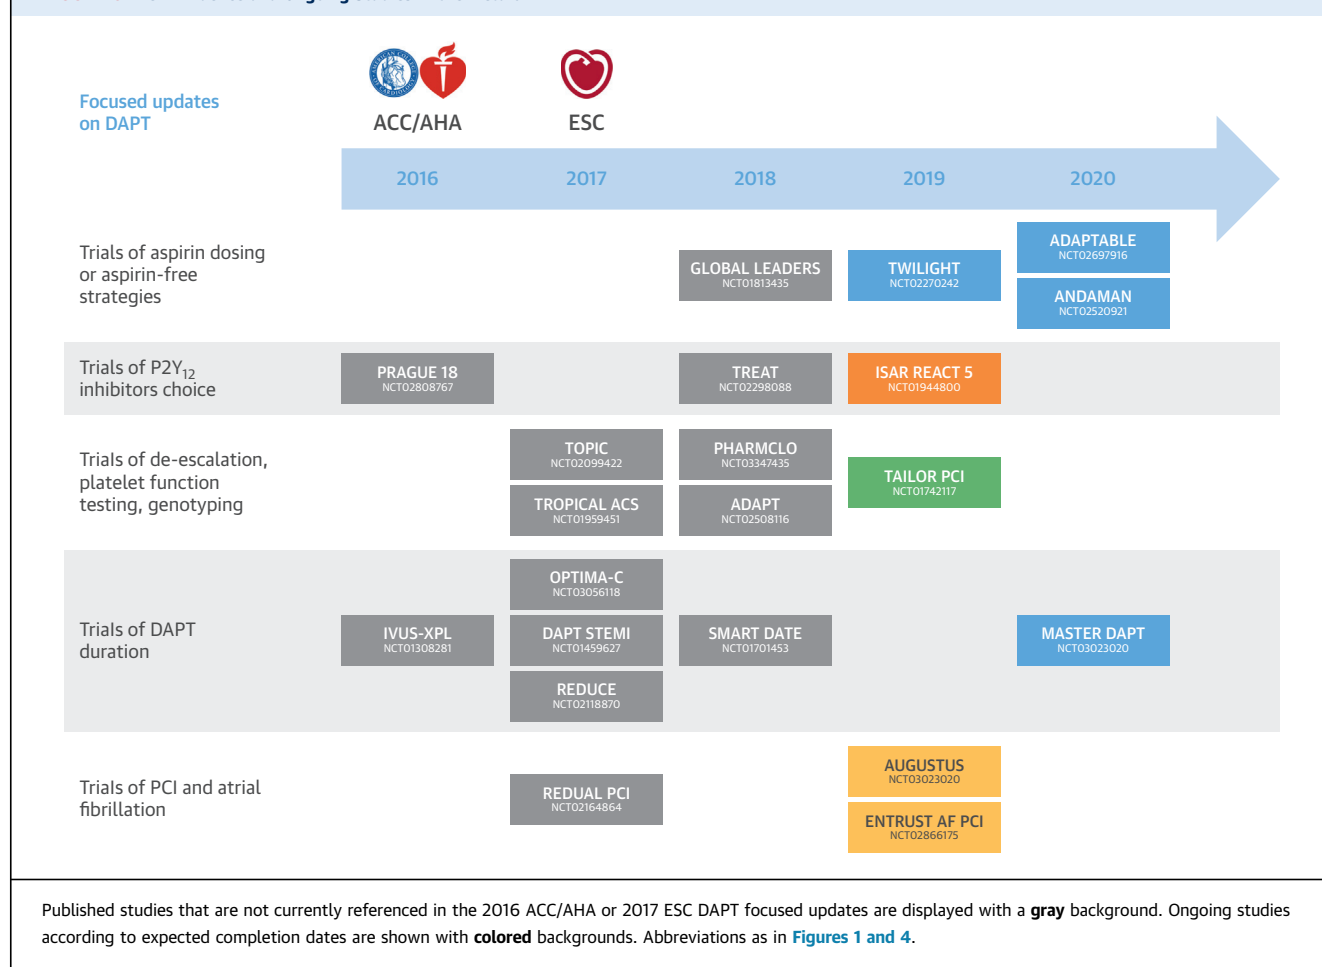 Focused updates
on DAPT
ACC/AHA
ESC
2016
2017
2018
2019
2020
Trials of aspirin dosing
or aspirin-free
strategies
GLOBAL LEADERS
NCT01813435
TWILIGHT
NCT02270242
ADAPTABLE
NCT02697916
ANDAMAN
NCT02520921
Trials of P2Y12
inhibitors choice
PRAGUE 18
NCT02808767
TREAT
NCT02298088
ISAR REACT 5
NCT01944800
Trials of de-escalation,
platelet function
testing, genotyping
TOPIC
NCT02099422
TROPICAL ACS
NCT01959451
PHARMCLO
NCT03347435
ADAPT
NCT02508116
TAILOR PCI
NCT01742117
Trials of DAPT
duration
IVUS-XPL
NCT01308281
OPTIMA-C
NCT03056118
DAPT STEMI
NCT01459627
REDUCE
NCT02118870
SMART DATE
NCT01701453
MASTER DAPT
NCT03023020
Trials of PCI and atrial
fibrillation
REDUAL PCI
NCT02164864
AUGUSTUS
NCT03023020
ENTRUST AF PCI
NCT02866175
Published studies that are not currently referenced in the 2016 ACC/AHA or 2017 ESC DAPT focused updates are displayed with a gray background. Ongoing studies
according to expected completion dates are shown with colored backgrounds. Abbreviations as in Figures 1 and 4.